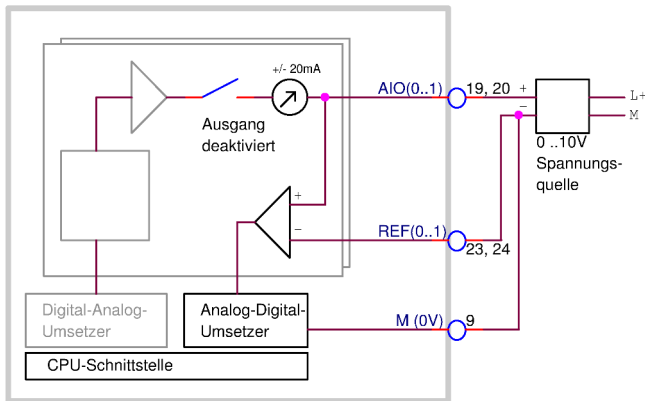 +/- 20mA
AIO(0..1)
19, 20
+
L+
−
M
Ausgang
deaktiviert
0 ..10V
Spannungs-
quelle
+
−
REF(0..1)
23, 24
Digital-Analog-
Umsetzer
Analog-Digital-
Umsetzer
M (0V)
9
CPU-Schnittstelle